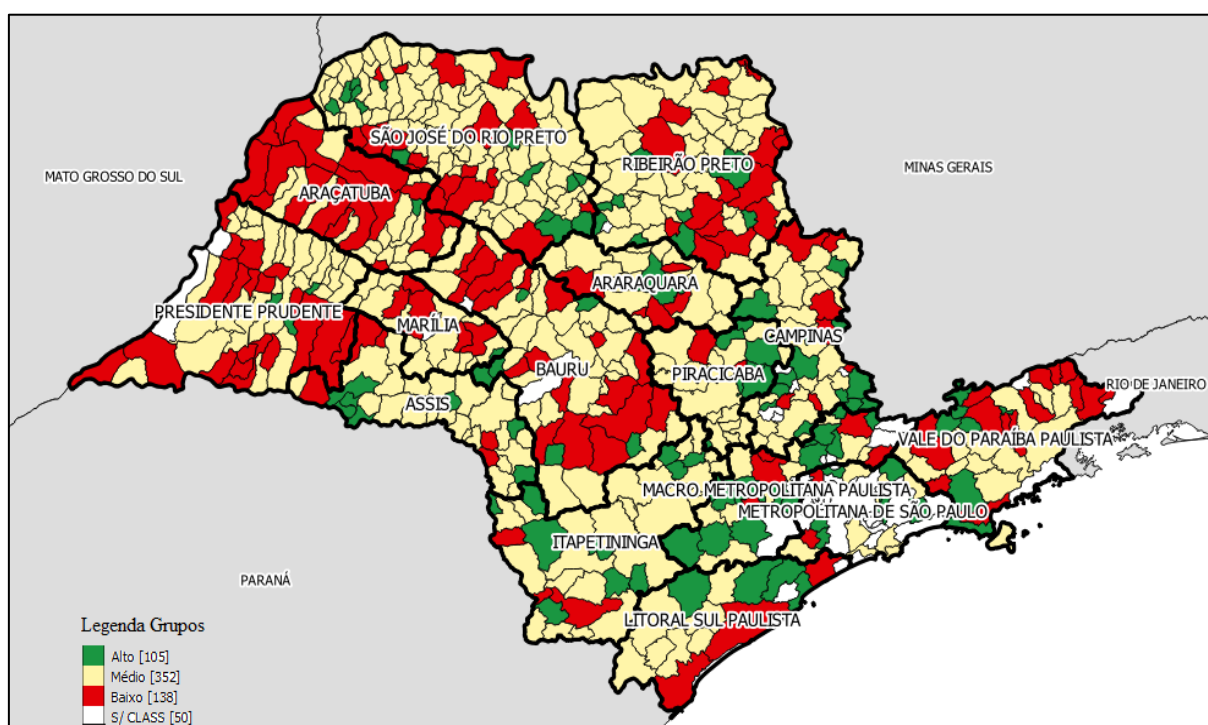 SÃO JOSÉ DO RIO PRETO
RIBEIRÃO PRETO
MINAS GERAIS
MATO GROSSO DO SUL
ARAÇATUBA
ARARAQUARA
PRESIDENTE PRUDENTE
MARÍLIA
CAMPINAS
BAURU
PIRACICABA
RIO DE JANEIRO
ASSIS
VALE DO PARAÍBA PAULISTA
MACRO METROPOLITANA PAULISTA
METROPOLITANA DE SÃO PAULO
ITAPETININGA
PARANÁ
LITORAL SUL PAULISTA
Legenda Grupos
Alto [105]
Médio [352]
Baixo [138]
S/ CLASS [50]